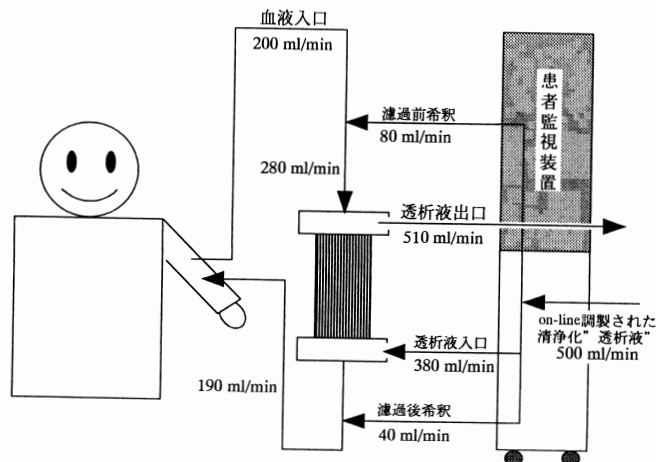 血液入口
200 ml/min
濾過前希釈
80 ml/min
280 ml/min
透析液出口
510 ml/min
患者監視装置
on-line調製された
清浄化”透析液”
500 ml/min
透析液入口
380 ml/min
190 ml/min
濾過後希釈
40 ml/min